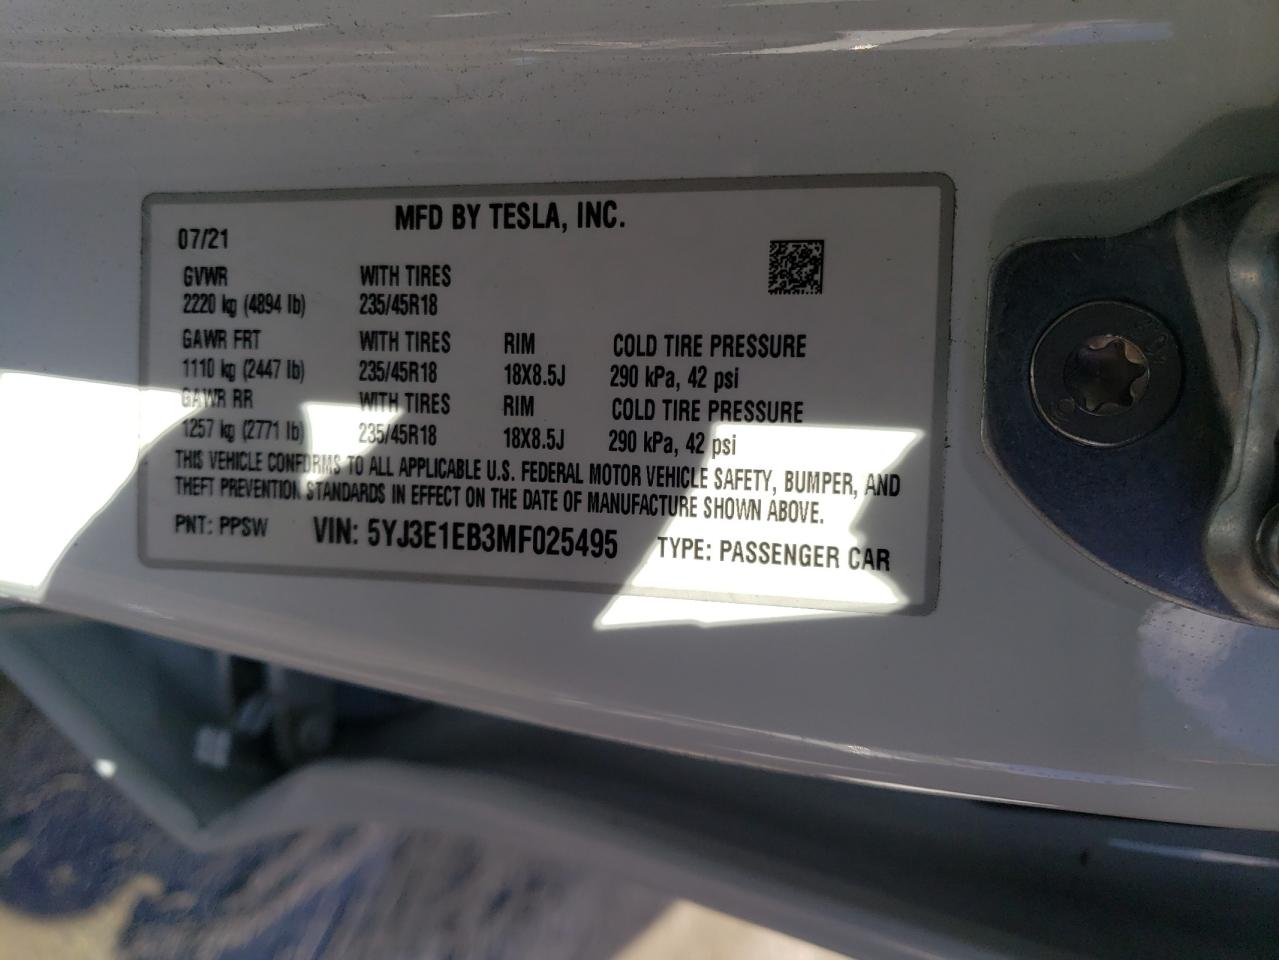 MFD BY TESLA, INC.
07/21
GVWR WITH TIRES
2220 kg (4894 lb) 235/45R18
GAWR FRT WITH TIRES RIM COLD TIRE PRESSURE
1110 kg (2447 lb) 235/45R18 18X8.5J 290 kPa, 42 psi
GAWR RR WITH TIRES RIM COLD TIRE PRESSURE
1257 kg (2771 lb) 235/45R18 18X8.5J 290 kPa, 42 psi
THIS VEHICLE CONFORMS TO ALL APPLICABLE U.S. FEDERAL MOTOR VEHICLE SAFETY, BUMPER, AND
THEFT PREVENTION STANDARDS IN EFFECT ON THE DATE OF MANUFACTURE SHOWN ABOVE.
PNT: PPSW VIN: 5YJ3E1EB3MF025495 TYPE: PASSENGER CAR